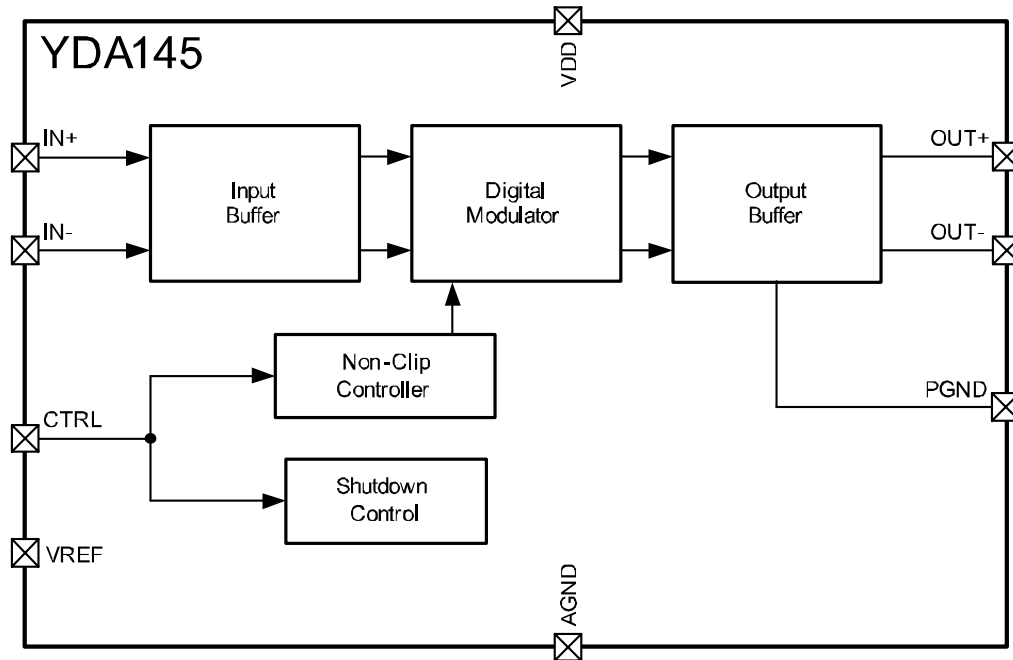 YDA145
VDD
IN+
IN-
Input
Buffer
Digital
Modulator
Output
Buffer
OUT+
OUT-
Non-Clip
Controller
PGND
CTRL
Shutdown
Control
VREF
AGND